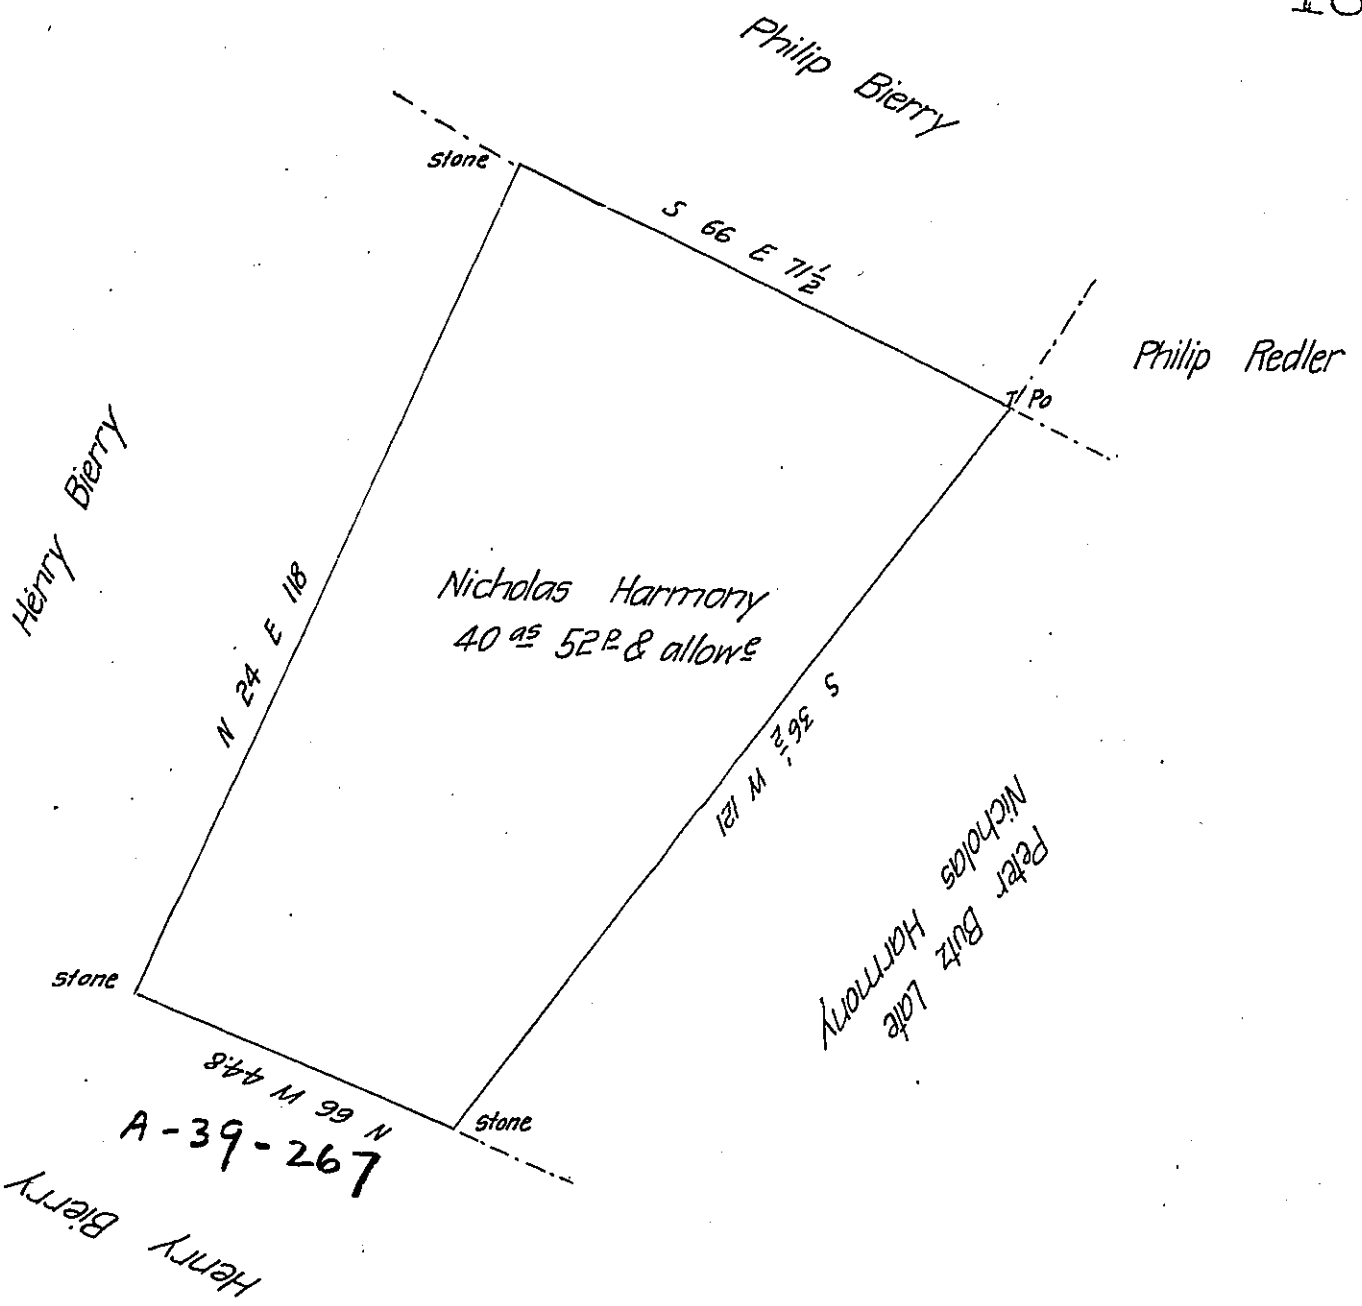 Philip Bierry
stone
S 66 E 71½
T/ Po
Philip Redler
Henry Bierry
N 24 E 118
Nicholas Harmony
40 as 52 P & allowe
S 36½ W 121
Peter Butz Late
Nicholas Harmony
stone
stone
N 66 W 44.8
A-39-267
Henry Bierry